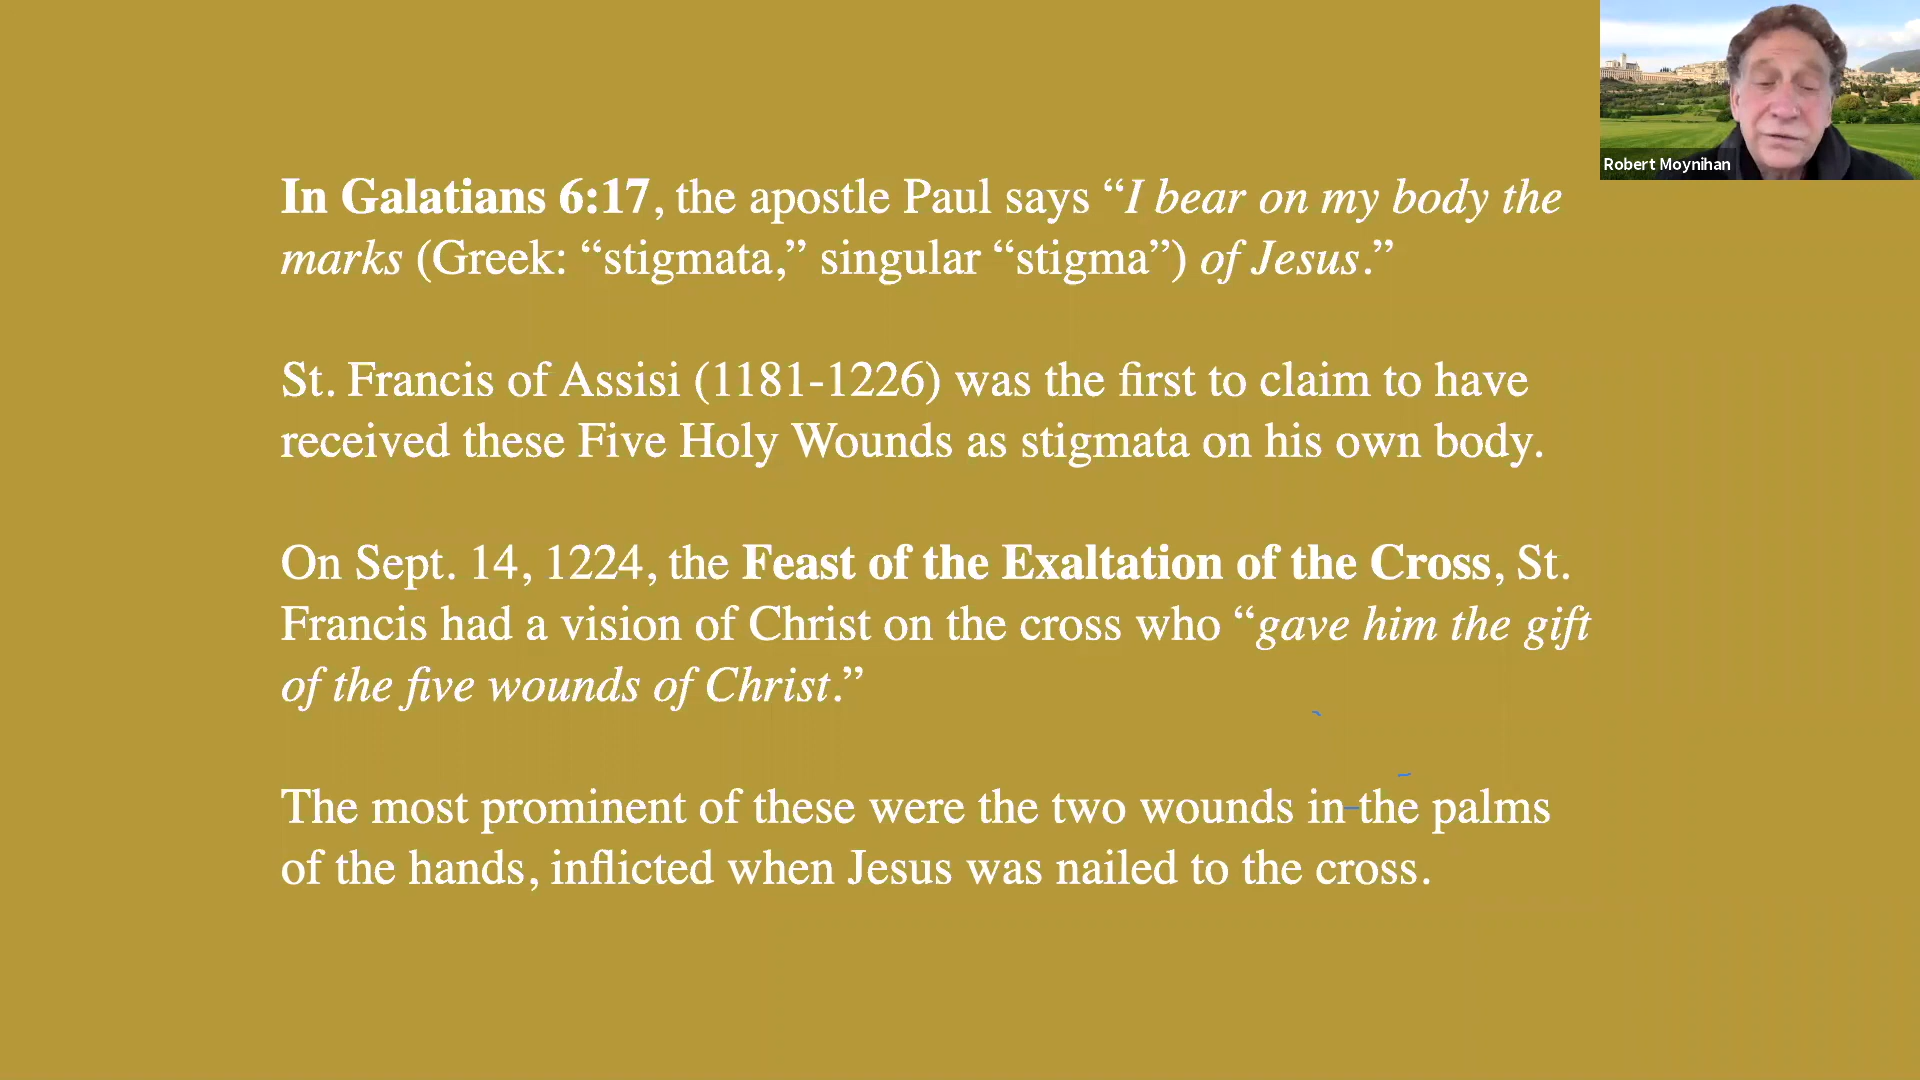 Robert Moynihan
In Galatians 6:17, the apostle Paul says “I bear on my body the
marks (Greek: “stigmata,” singular “stigma”) of Jesus.”
St. Francis of Assisi (1181-1226) was the first to claim to have
received these Five Holy Wounds as stigmata on his own body.
On Sept. 14, 1224, the Feast of the Exaltation of the Cross, St.
Francis had a vision of Christ on the cross who “gave him the gift
of the five wounds of Christ.”
The most prominent of these were the two wounds in the palms
of the hands, inflicted when Jesus was nailed to the cross.